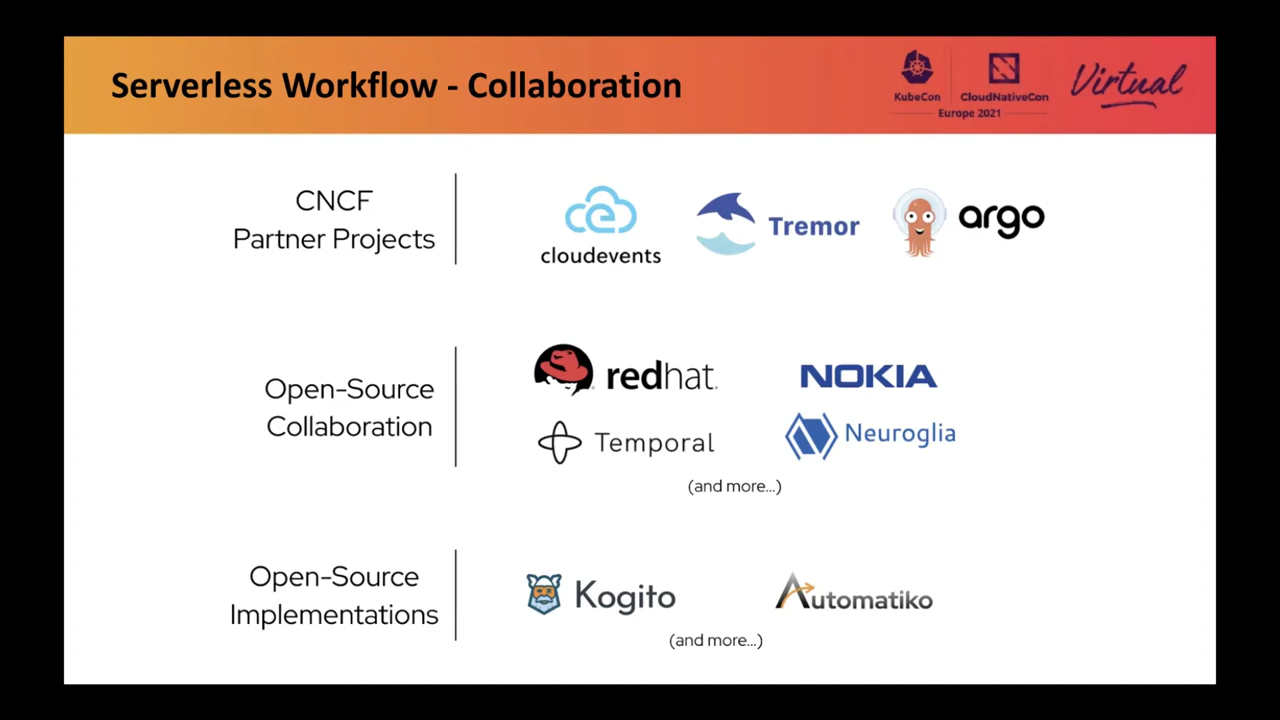 Serverless Workflow - Collaboration
KubeCon
CloudNativeCon
Europe 2021
Virtual
CNCF
Partner Projects
cloudevents
Tremor
argo
Open-Source
Collaboration
redhat.
NOKIA
Temporal
Neuroglia
(and more...)
Open-Source
Implementations
Kogito
Automatiko
(and more...)